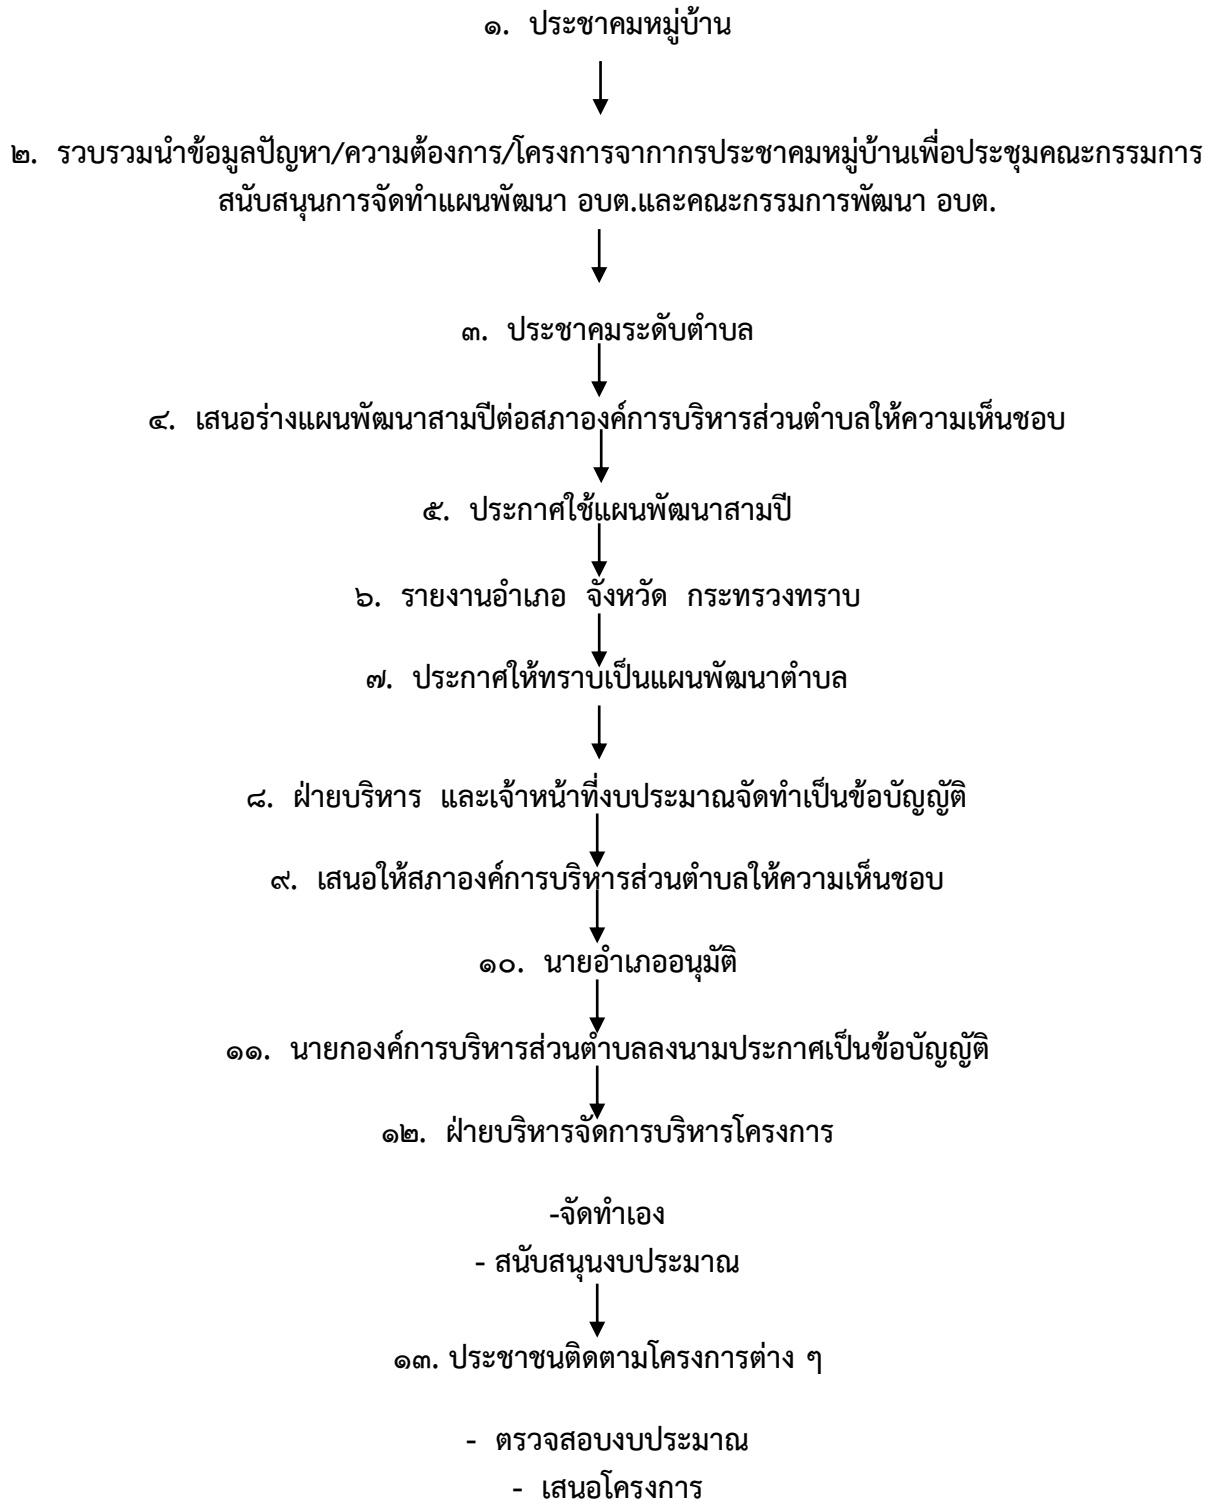 ๑. ประชาคมหมู่บ้าน
๒. รวบรวมนำข้อมูลปัญหา/ความต้องการ/โครงการจากากรประชาคมหมู่บ้านเพื่อประชุมคณะกรรมการ
สนับสนุนการจัดทำแผนพัฒนา อบต.และคณะกรรมการพัฒนา อบต.
๓. ประชาคมระดับตำบล
๔. เสนอร่างแผนพัฒนาสามปีต่อสภาองค์การบริหารส่วนตำบลให้ความเห็นชอบ
๕. ประกาศใช้แผนพัฒนาสามปี
๖. รายงานอำเภอ จังหวัด กระทรวงทราบ
๗. ประกาศให้ทราบเป็นแผนพัฒนาตำบล
๘. ฝ่ายบริหาร และเจ้าหน้าที่งบประมาณจัดทำเป็นข้อบัญญัติ
๙. เสนอให้สภาองค์การบริหารส่วนตำบลให้ความเห็นชอบ
๑๐. นายอำเภออนุมัติ
๑๑. นายกองค์การบริหารส่วนตำบลลงนามประกาศเป็นข้อบัญญัติ
๑๒. ฝ่ายบริหารจัดการบริหารโครงการ
-จัดทำเอง
- สนับสนุนงบประมาณ
๑๓. ประชาชนติดตามโครงการต่าง ๆ
- ตรวจสอบงบประมาณ
- เสนอโครงการ